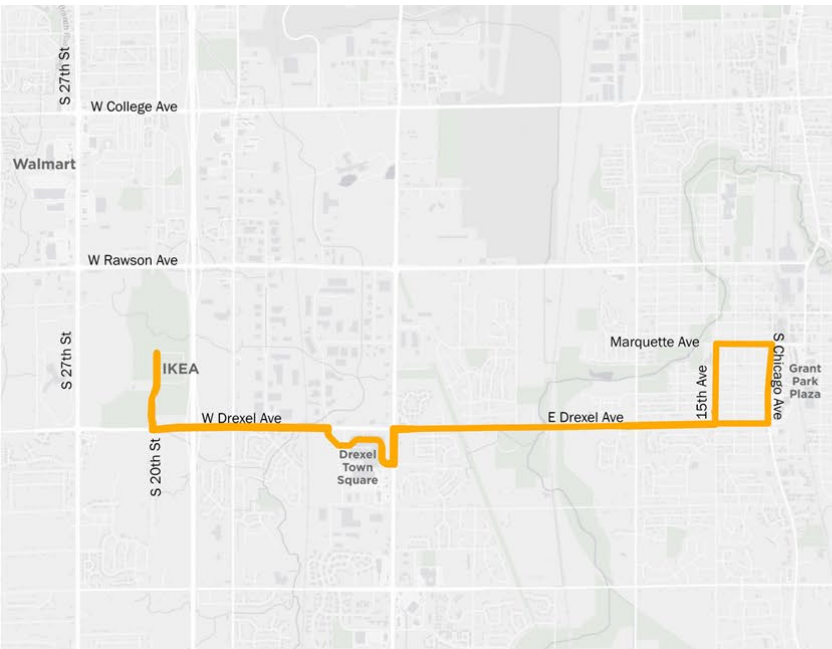 S 27th St
W College Ave
Walmart
W Rawson Ave
S 27th St
IKEA
Marquette Ave
S Chicago Ave
Grant
Park
Plaza
15th Ave
W Drexel Ave
E Drexel Ave
S 20th St
Drexel
Town
Square